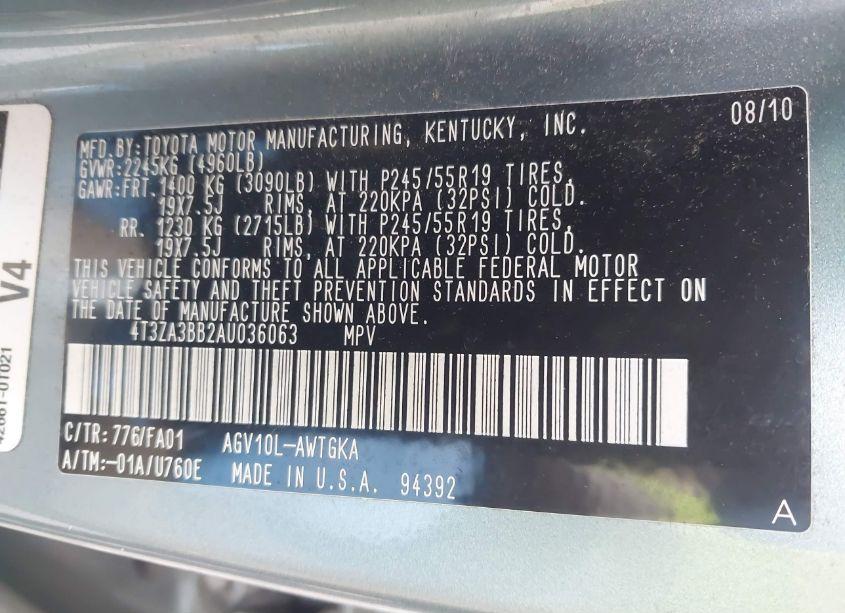 08/10
MFD.BY:TOYOTA MOTOR MANUFACTURING, KENTUCKY, INC.
GVWR:2245KG (4960LB)
GAWR:FRT. 1400 KG (3090LB) WITH P245/55R19 TIRES,
19X7.5J RIMS, AT 220KPA (32PSI) COLD.
RR. 1230 KG (2715LB) WITH P245/55R19 TIRES,
19X7.5J RIMS, AT 220KPA (32PSI) COLD.
THIS VEHICLE CONFORMS TO ALL APPLICABLE FEDERAL MOTOR
VEHICLE SAFETY AND THEFT PREVENTION STANDARDS IN EFFECT ON
THE DATE OF MANUFACTURE SHOWN ABOVE.
4T3ZA3BB2AU036063 MPV
C/TR:776/FA01 AGV10L-AWTGKA
A/TM:-01A/U760E MADE IN U.S.A. 94392
A
V4
42661-0T021